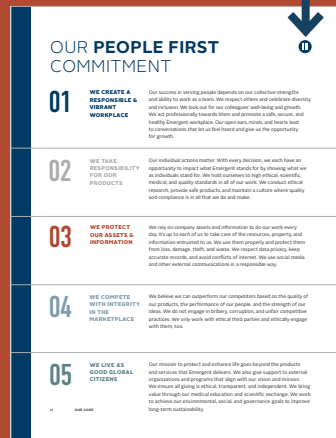 OUR PEOPLE FIRST
COMMITMENT
01
WE CREATE A
RESPONSIBLE &
VIBRANT
WORKPLACE
Our success in serving people depends on our collective strengths
and ability to work as a team. We respect others and celebrate diversity
and inclusion. We look out for our colleagues' well-being and growth.
We act professionally towards them and promote a safe, secure, and
healthy Emergent workplace. Our open ears, minds, and hearts lead
to conversations that let us feel heard and give us the opportunity
for growth.
02
WE TAKE
RESPONSIBILITY
FOR OUR
PRODUCTS
Our individual actions matter. With every decision, we each have an
opportunity to impact what Emergent stands for by showing what we
as individuals stand for. We hold ourselves to high ethical, scientific,
medical, and quality standards in all of our work. We conduct ethical
research, provide safe products, and maintain a culture where quality
and compliance is in all that we do and make.
03
WE PROTECT
OUR ASSETS &
INFORMATION
We rely on company assets and information to do our work every
day. It's up to each of us to take care of the resources, property, and
information entrusted to us. We use them properly and protect them
from loss, damage, theft, and waste. We respect data privacy, keep
accurate records, and avoid conflicts of interest. We use social media
and other external communications in a responsible way.
04
WE COMPETE
WITH INTEGRITY
IN THE
MARKETPLACE
We believe we can outperform our competitors based on the quality of
our products, the performance of our people, and the strength of our
ideas. We do not engage in bribery, corruption, and unfair competitive
practices. We only work with ethical third parties and ethically engage
with them, too.
05
WE LIVE AS
GOOD GLOBAL
CITIZENS
Our mission to protect and enhance life goes beyond the products
and services that Emergent delivers. We also support to external
organizations and programs that align with our vision and mission.
We ensure all giving is ethical, transparent, and independent. We bring
value through our medical education and scientific exchange. We work
to achieve our environmental, social, and governance goals to improve
long-term sustainability.
OUR CODE